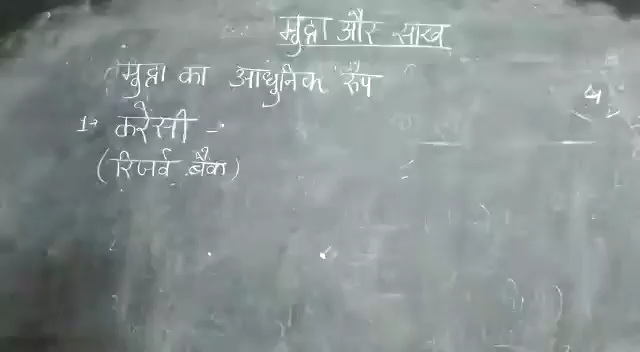 मुद्रा और साख
मुद्रा का आधुनिक रूप
1→ करेंसी -
(रिजर्व बैंक)